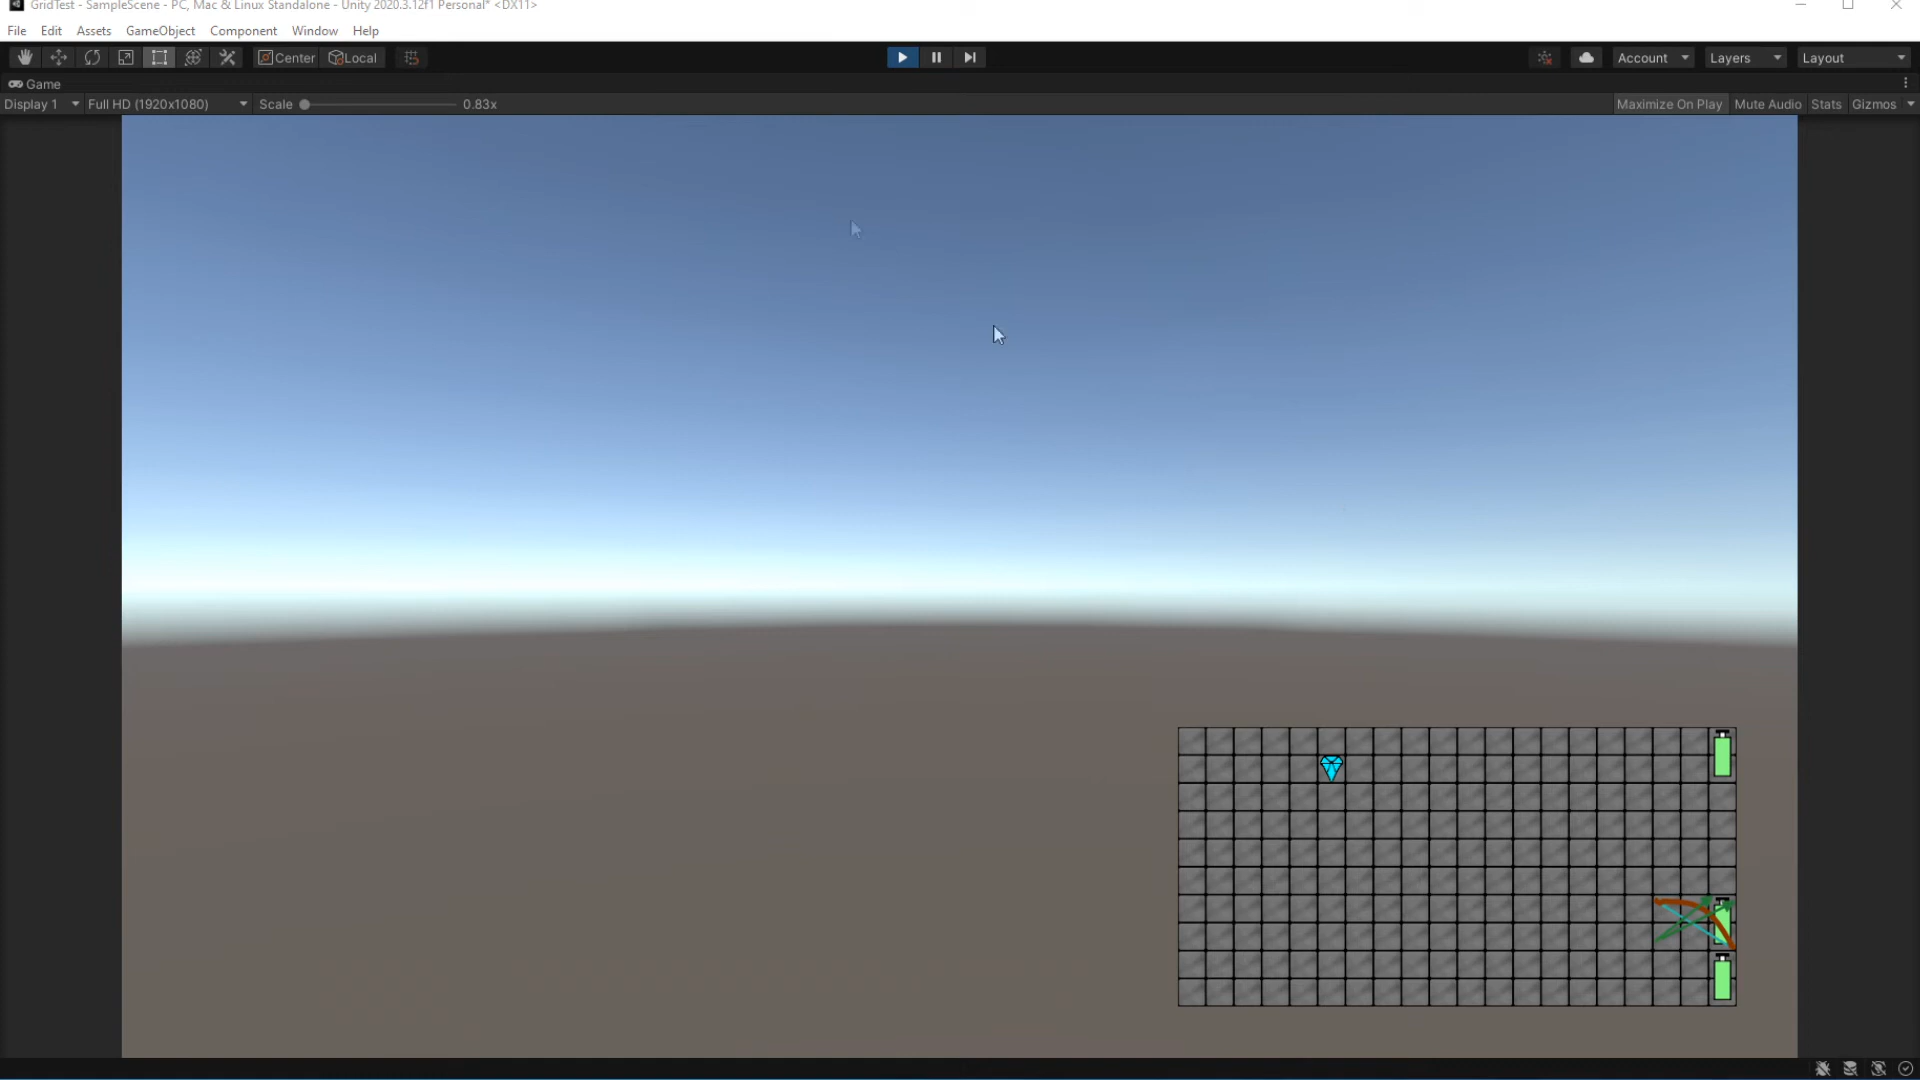 GridTest - SampleScene - PC, Mac & Linux Standalone - Unity 2020.3.12f1 Personal* <DX11>
File Edit Assets GameObject Component Window Help
Center Local Account Layers Layout
Game
Display 1 Full HD (1920x1080) Scale 0.83x Maximize On Play Mute Audio Stats Gizmos